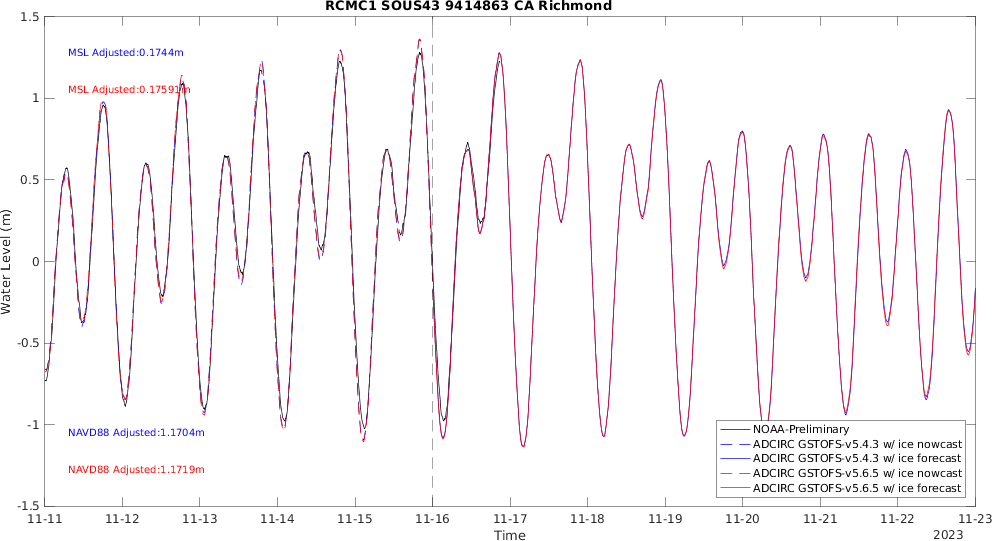 RCMC1 SOUS43 9414863 CA Richmond
1.5
1
0.5
0
-0.5
-1
-1.5
Water Level (m)
MSL Adjusted:0.1744m
MSL Adjusted:0.17591m
NAVD88 Adjusted:1.1704m
NAVD88 Adjusted:1.1719m
NOAA-Preliminary
ADCIRC GSTOFS-v5.4.3 w/ ice nowcast
ADCIRC GSTOFS-v5.4.3 w/ ice forecast
ADCIRC GSTOFS-v5.6.5 w/ ice nowcast
ADCIRC GSTOFS-v5.6.5 w/ ice forecast
11-11 11-12 11-13 11-14 11-15 11-16 11-17 11-18 11-19 11-20 11-21 11-22 11-23
Time
2023